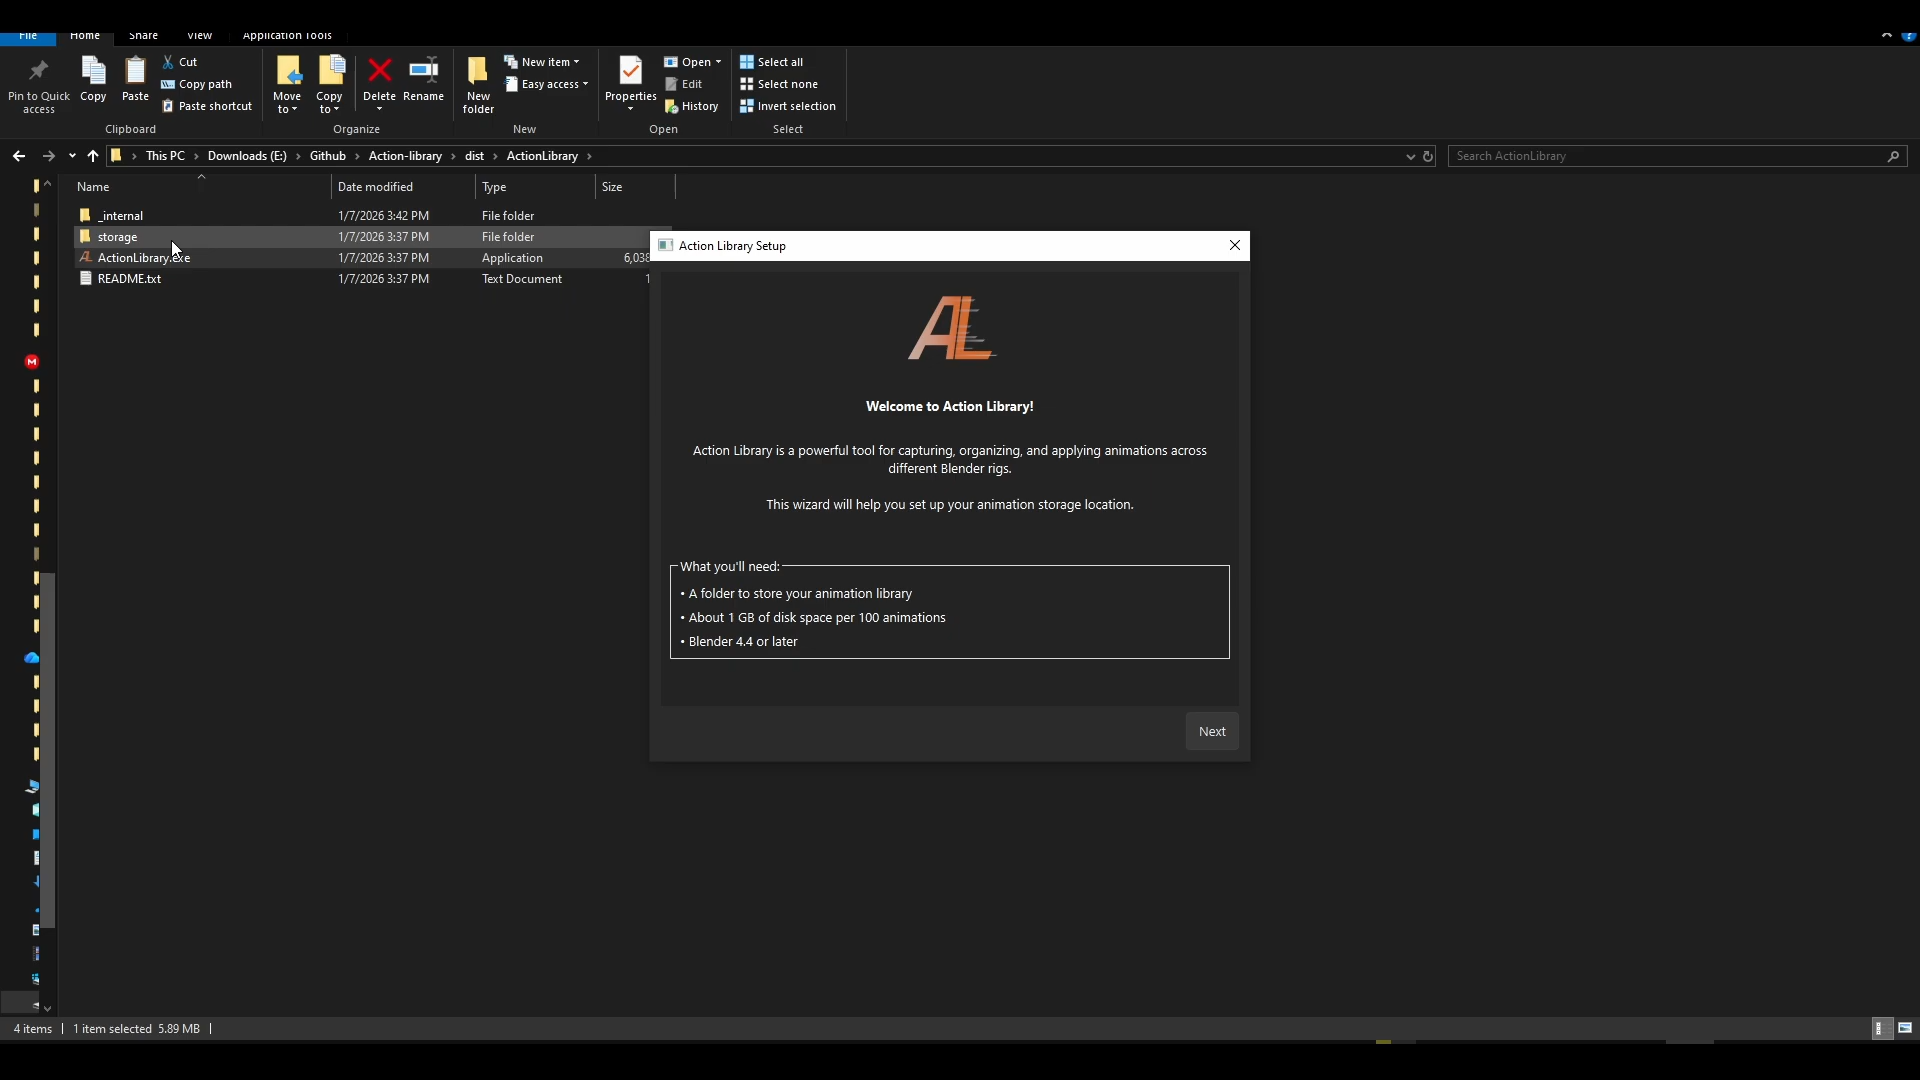 File Home Share View Application Tools
Pin to Quick access
Copy
Paste
Cut
Copy path
Paste shortcut
Clipboard
Move to
Copy to
Delete
Rename
Organize
New folder
New item
Easy access
New
Properties
Open
Edit
History
Open
Select all
Select none
Invert selection
Select
This PC > Downloads (E:) > Github > Action-library > dist > ActionLibrary >
Search ActionLibrary
Name Date modified Type Size
_internal 1/7/2026 3:42 PM File folder
storage 1/7/2026 3:37 PM File folder
ActionLibrary.exe 1/7/2026 3:37 PM Application 6,038
README.txt 1/7/2026 3:37 PM Text Document 1
M
Action Library Setup
AL
Welcome to Action Library!
Action Library is a powerful tool for capturing, organizing, and applying animations across
different Blender rigs.
This wizard will help you set up your animation storage location.
What you'll need:
• A folder to store your animation library
• About 1 GB of disk space per 100 animations
• Blender 4.4 or later
Next
4 items | 1 item selected 5.89 MB |